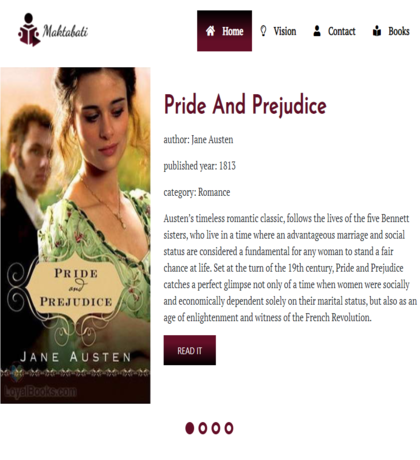 Maktabati
Home
Vision
Contact
Books
PRIDE
and
PREJUDICE
JANE AUSTEN
LoyalBooks.com
Pride And Prejudice
author: Jane Austen
published year: 1813
category: Romance
Austen's timeless romantic classic, follows the lives of the five Bennett
sisters, who live in a time where an advantageous marriage and social
status are considered a fundamental for any woman to stand a fair
chance at life. Set at the turn of the 19th century, Pride and Prejudice
catches a perfect glimpse not only of a time when women were socially
and economically dependent solely on their marital status, but also as an
age of enlightenment and witness of the French Revolution.
READ IT